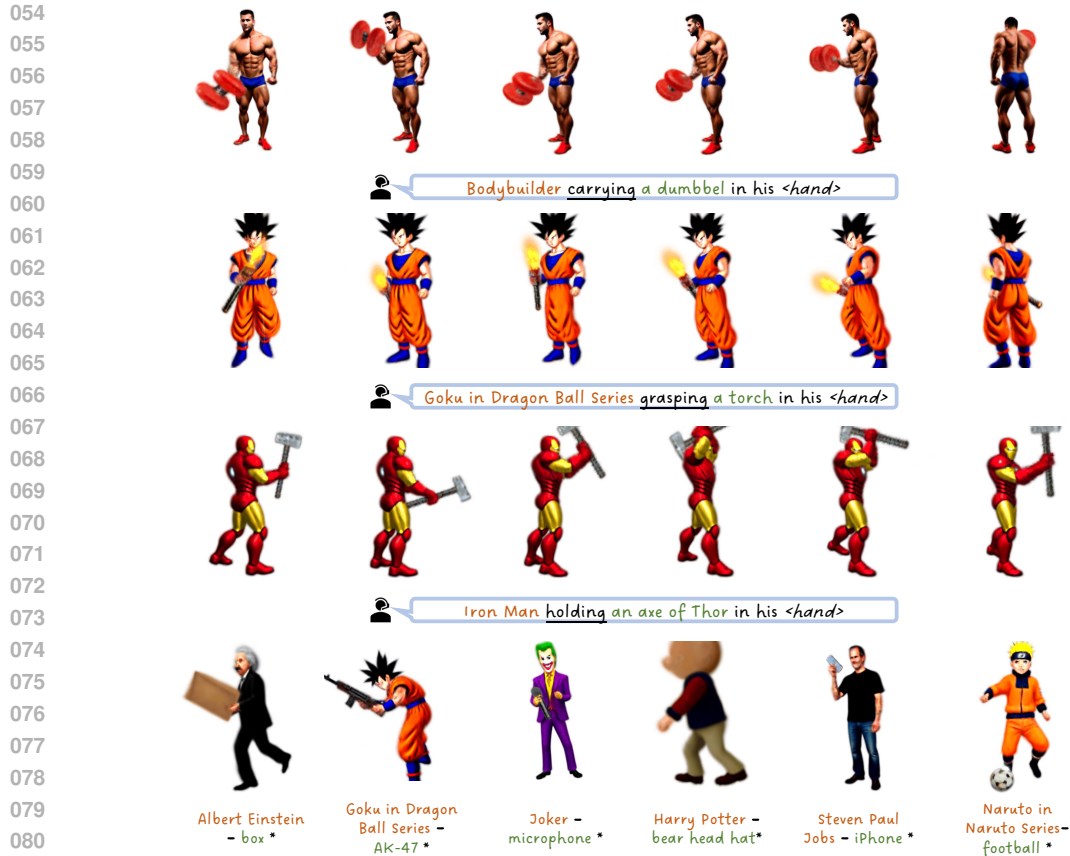 054
055
056
057
058
059
Bodybuilder carrying a dumbbel in his <hand>
060
061
062
063
064
065
066
Goku in Dragon Ball Series grasping a torch in his <hand>
067
068
069
070
071
072
073
Iron Man holding an axe of Thor in his <hand>
074
075
076
077
078
079
080
Albert Einstein
– box *
Goku in Dragon
Ball Series –
AK-47 *
Joker –
microphone *
Harry Potter –
bear head hat*
Steven Paul
Jobs – iPhone *
Naruto in
Naruto Series–
football *